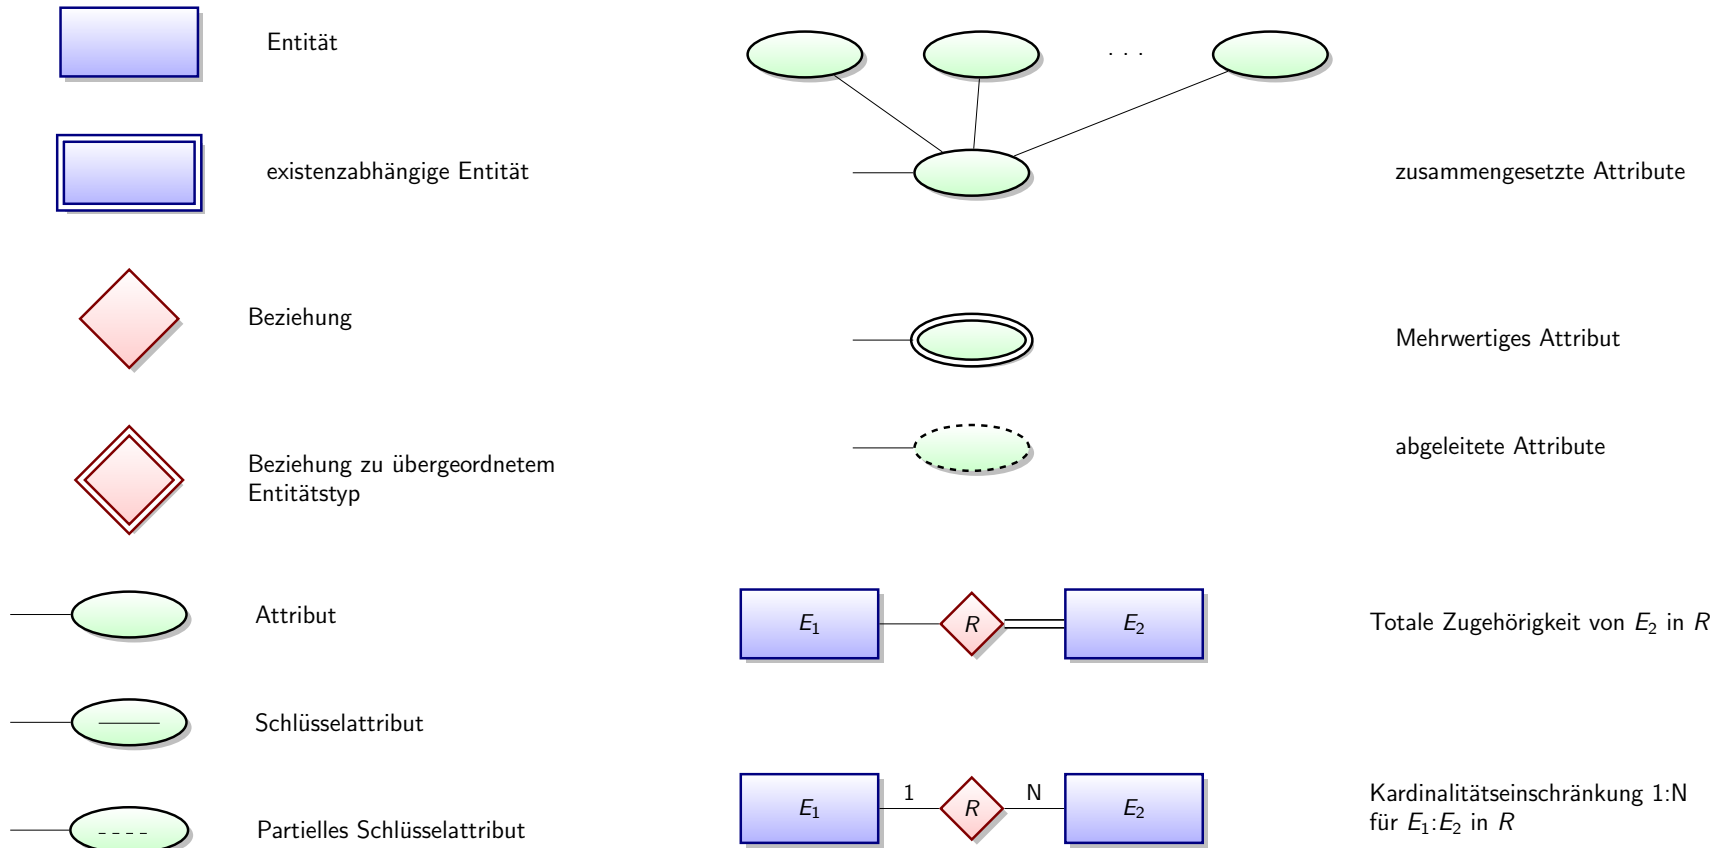 Entität
existenzabhängige Entität
Beziehung
Beziehung zu übergeordnetem
Entitätstyp
Attribut
Schlüsselattribut
Partielles Schlüsselattribut
. . .
zusammengesetzte Attribute
Mehrwertiges Attribut
abgeleitete Attribute
E₁ R E₂ Totale Zugehörigkeit von E₂ in R
E₁ 1 R N E₂ Kardinalitätseinschränkung 1:N
für E₁:E₂ in R